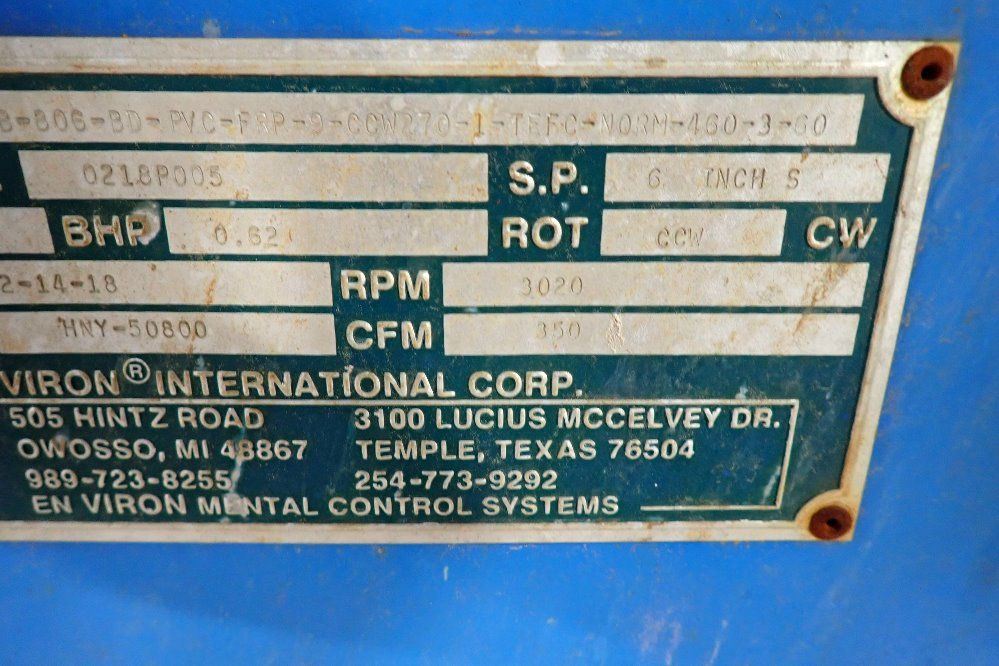 B-806-BD-PVC-FRP-9-CCW270-1-TEFC-NORM-460-3-60
0218P005 S.P. 6 INCH S
BHP 0.62 ROT CCW CW
2-14-18 RPM 3020
HNY-50800 CFM 350
VIRON® INTERNATIONAL CORP.
505 HINTZ ROAD 3100 LUCIUS MCCELVEY DR.
OWOSSO, MI 48867 TEMPLE, TEXAS 76504
989-723-8255 254-773-9292
EN VIRON MENTAL CONTROL SYSTEMS